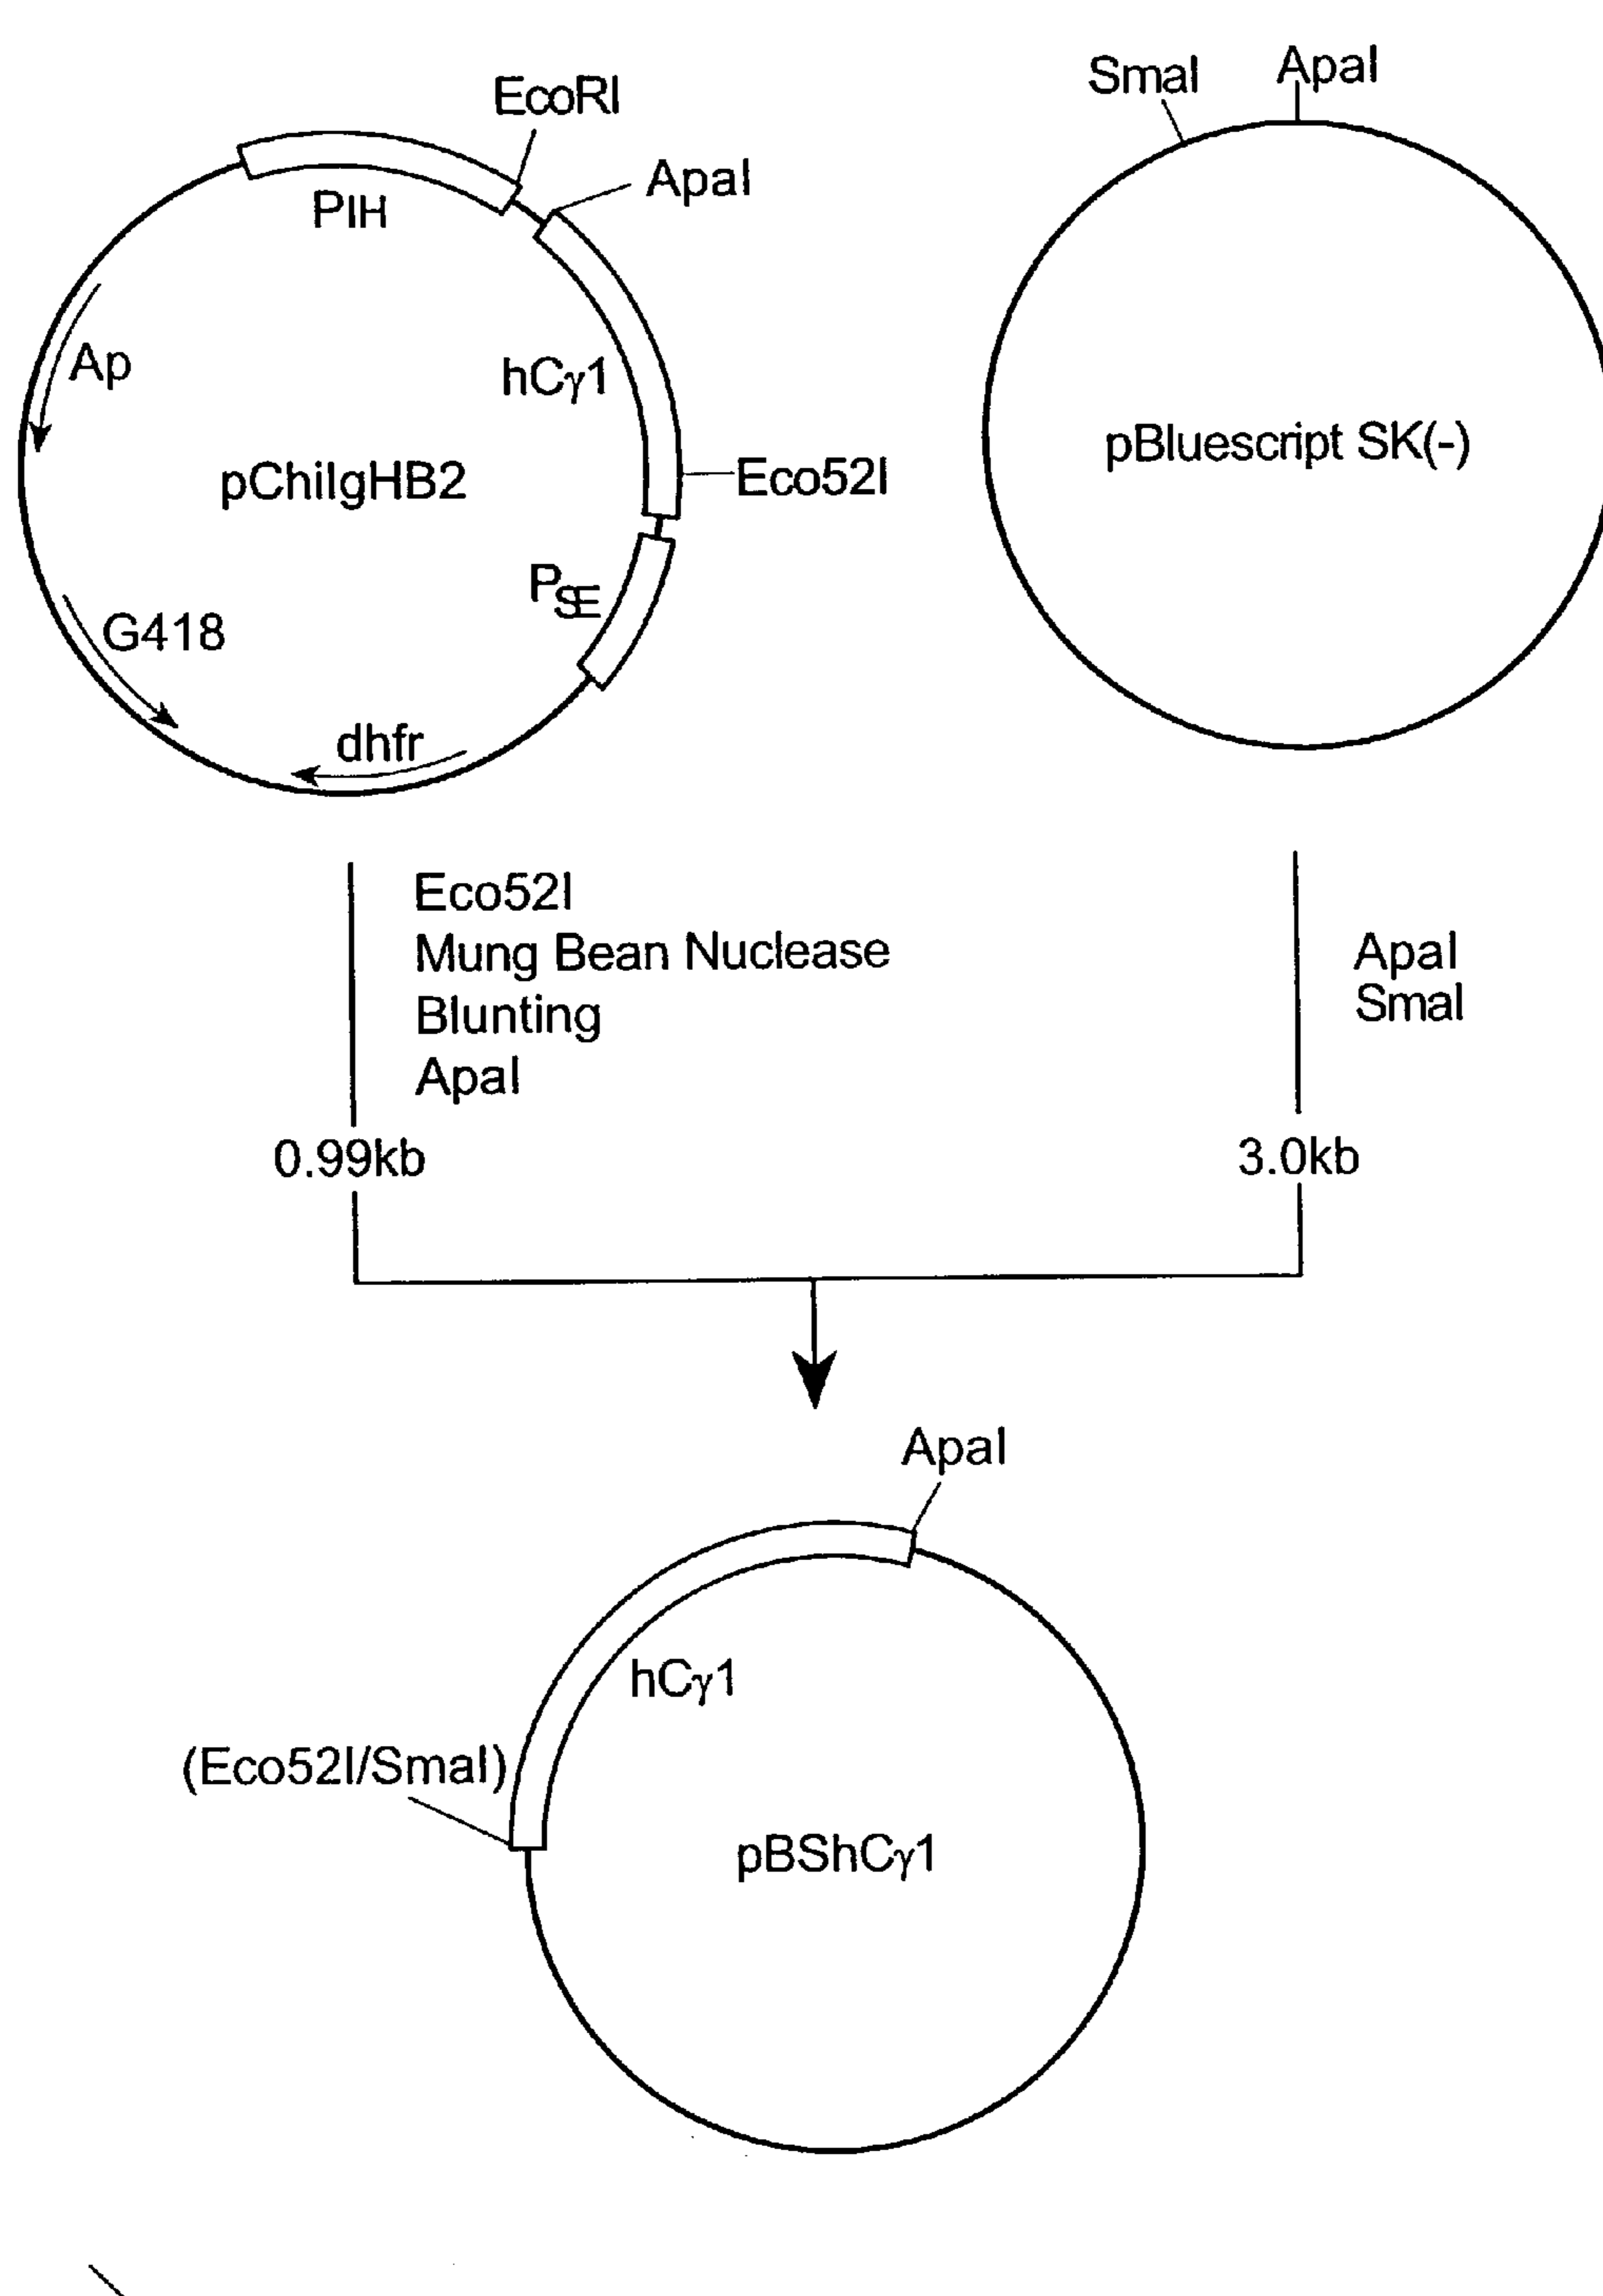 EcoRI
ApaI
PIH
hCγ1
Ap
pChiIgHB2
Eco52I
PSE
G418
dhfr
SmaI
ApaI
pBluescript SK(-)
Eco52I
Mung Bean Nuclease
Blunting
ApaI
0.99kb
ApaI
SmaI
3.0kb
ApaI
hCγ1
(Eco52I/SmaI)
pBShCγ1